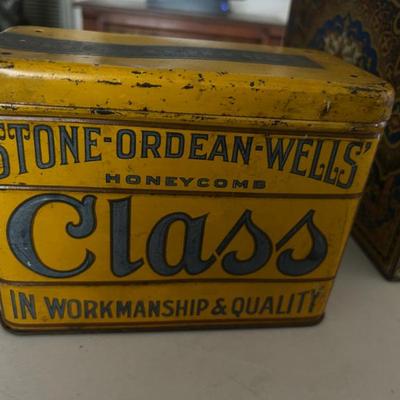 STONE-ORDEAN-WELLS'
HONEYCOMB
Class
IN WORKMANSHIP & QUALITY